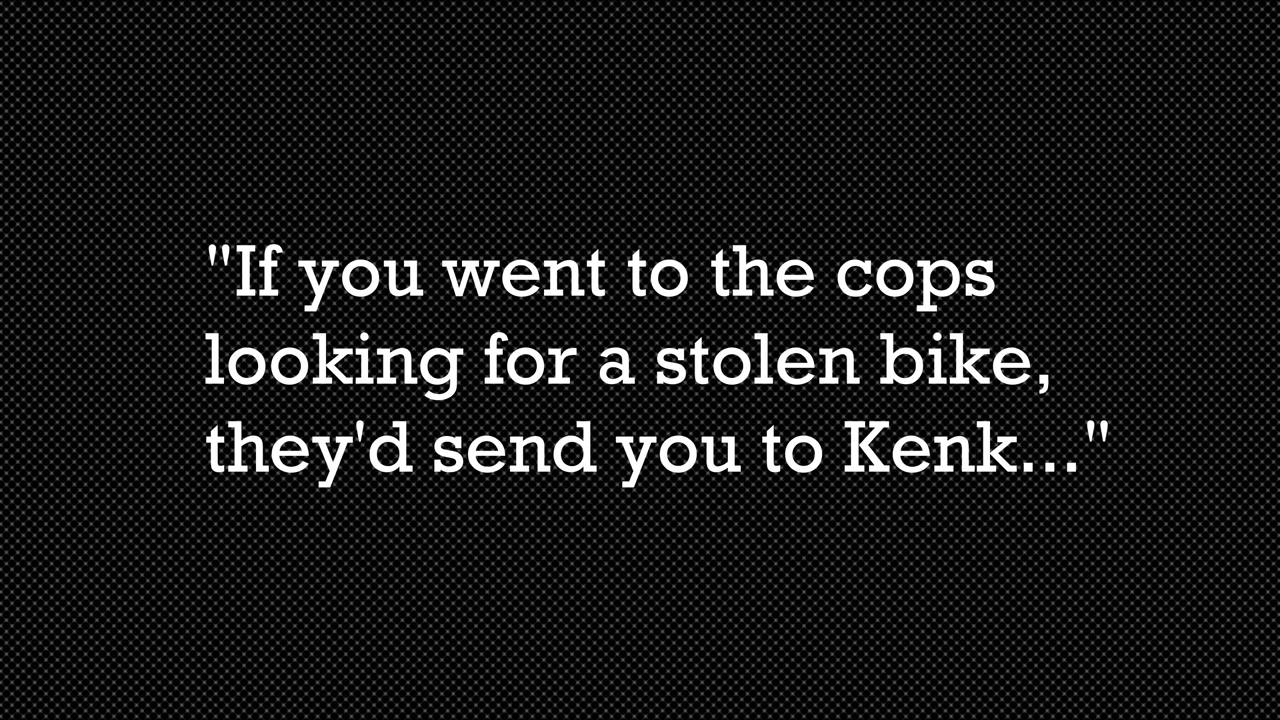 "If you went to the cops
looking for a stolen bike,
they'd send you to Kenk..."